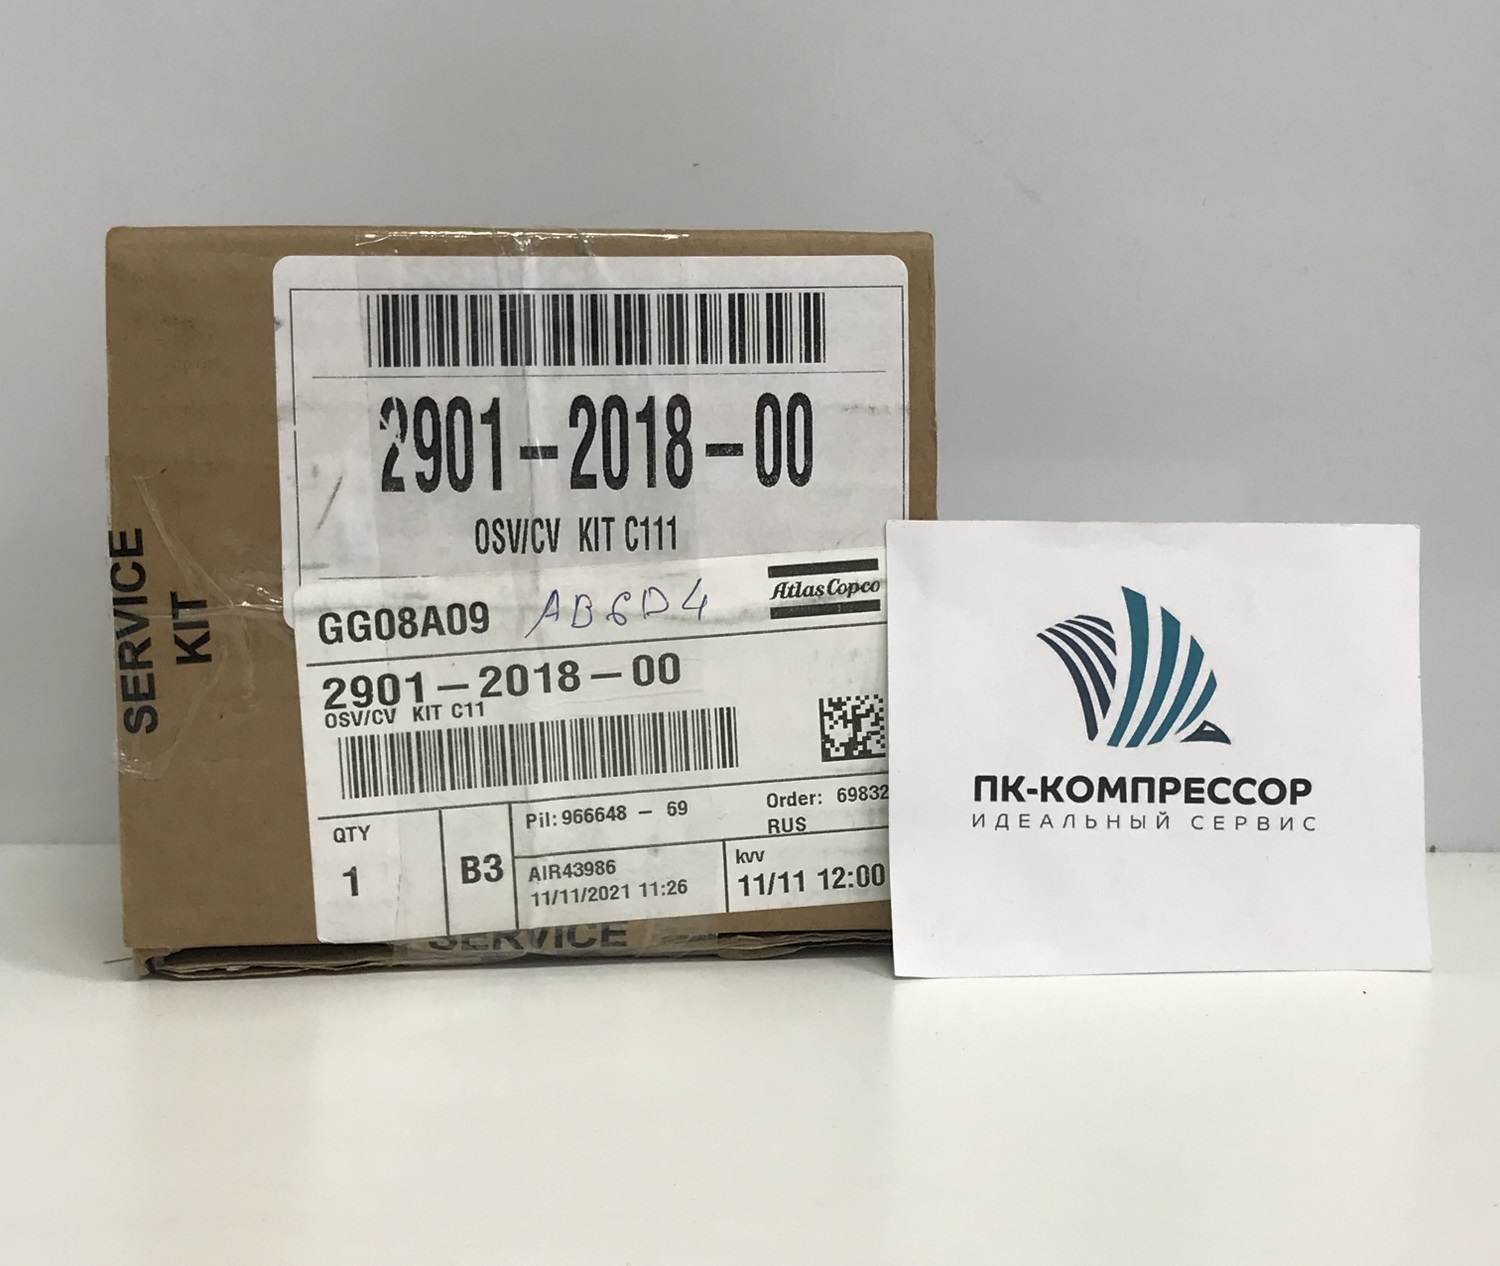 2901-2018-00
OSV/CV KIT C111
SERVICE
KIT
GG08A09 AB6D4 Atlas Copco
2901-2018-00
OSV/CV KIT C11
QTY
1
B3
Pil: 966648 - 69
Order: 69832
RUS
AIR43986
11/11/2021 11:26
kw
11/11 12:00
SERVICE
ПК-КОМПРЕССОР
ИДЕАЛЬНЫЙ СЕРВИС